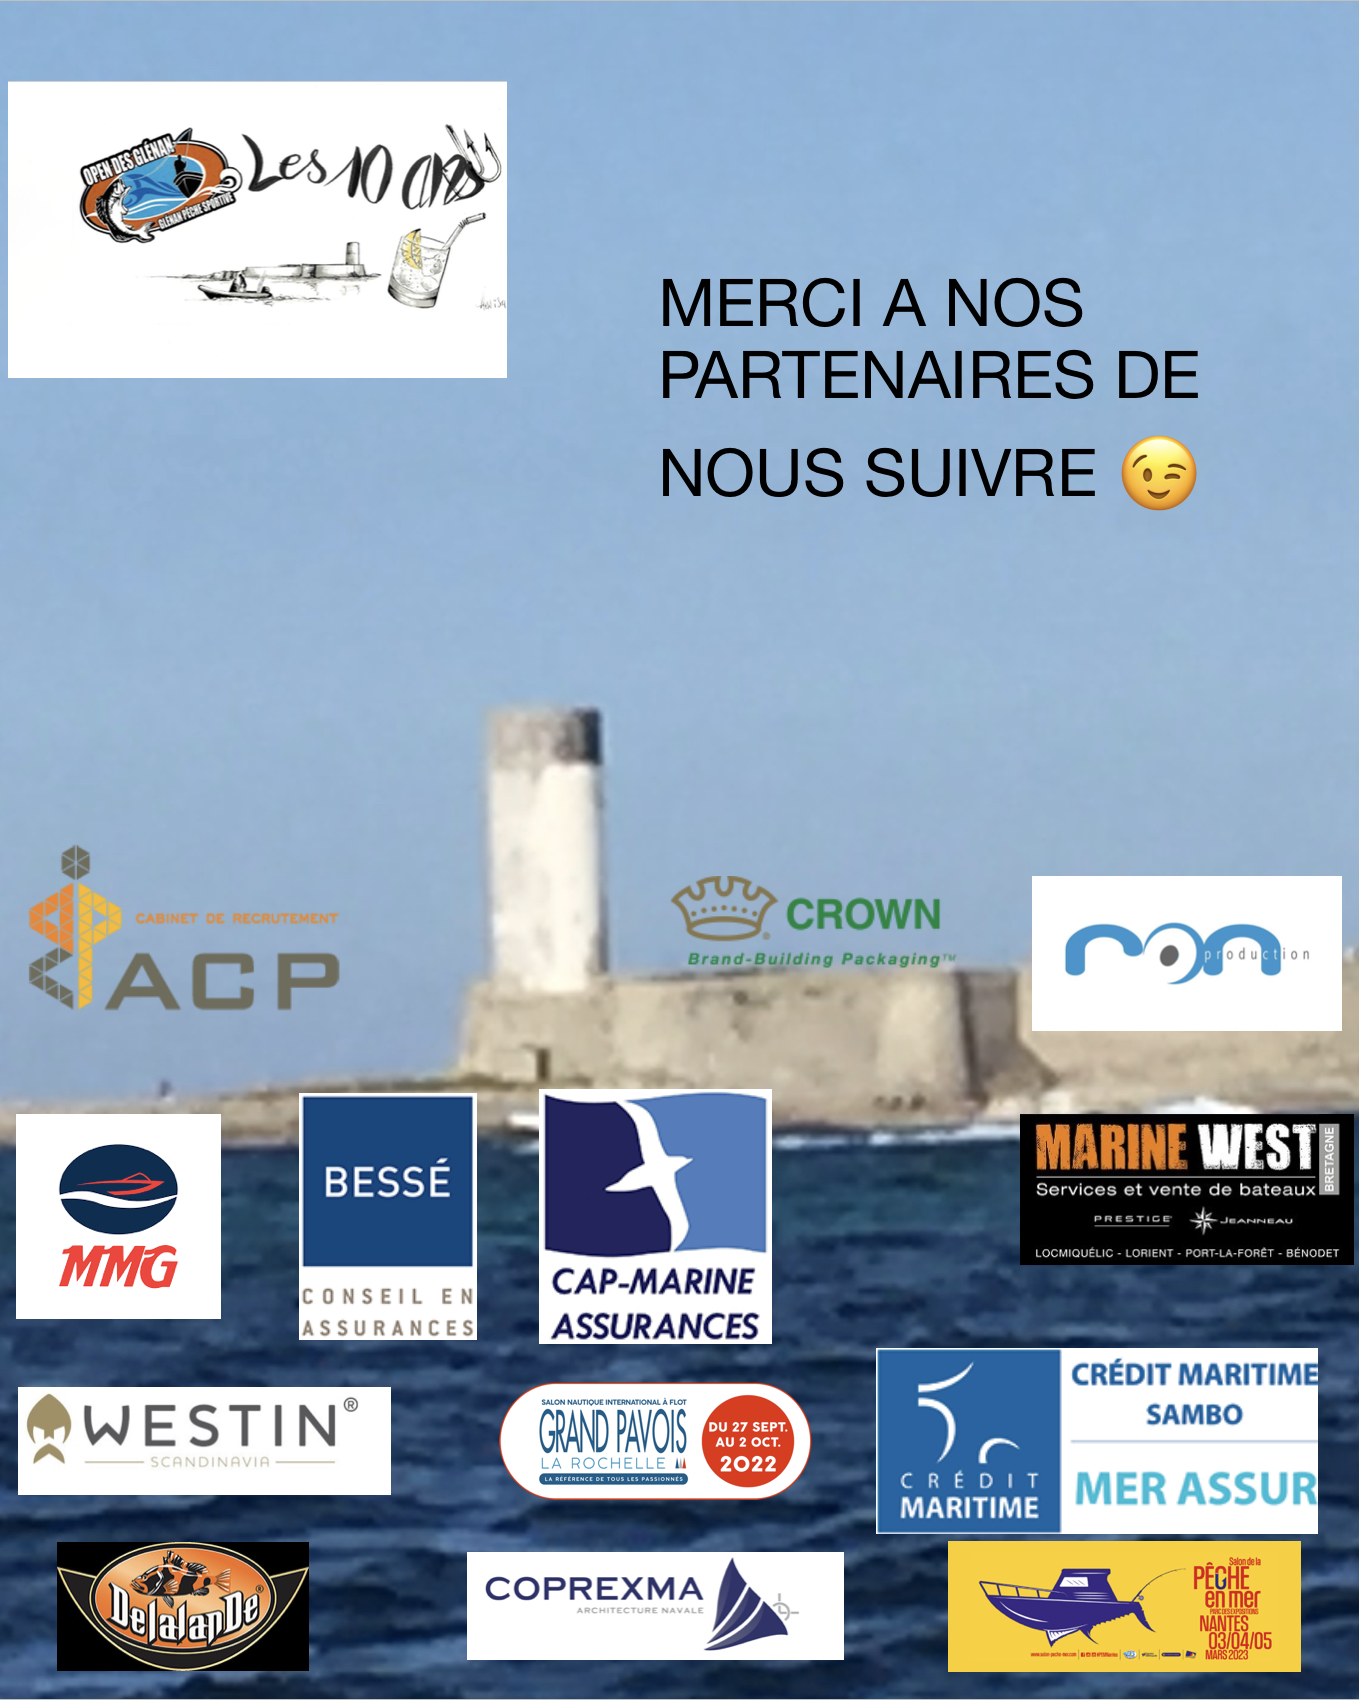 OPEN DES GLÉNAN
GLÉNAN PÊCHE SPORTIVE
Les 10 ans
MERCI A NOS
PARTENAIRES DE
NOUS SUIVRE 😉
CABINET DE RECRUTEMENT
ACP
CROWN
Brand-Building Packaging™
ron production
MMG
BESSÉ
CONSEIL EN
ASSURANCES
CAP-MARINE
ASSURANCES
MARINE WEST
BRETAGNE
Services et vente de bateaux
PRESTIGE JEANNEAU
LOCMIQUÉLIC - LORIENT - PORT-LA-FORÊT - BÉNODET
WESTIN®
SCANDINAVIA
SALON NAUTIQUE INTERNATIONAL À FLOT
GRAND PAVOIS
LA ROCHELLE
LA RÉFÉRENCE DE TOUS LES PASSIONNÉS
DU 27 SEPT.
AU 2 OCT.
2022
CRÉDIT
MARITIME
CRÉDIT MARITIME
SAMBO
MER ASSUR
Delalande®
COPREXMA
ARCHITECTURE NAVALE
Salon de la
PÊCHE
en mer
PARC DES EXPOSITIONS
NANTES
03/04/05
MARS 2023